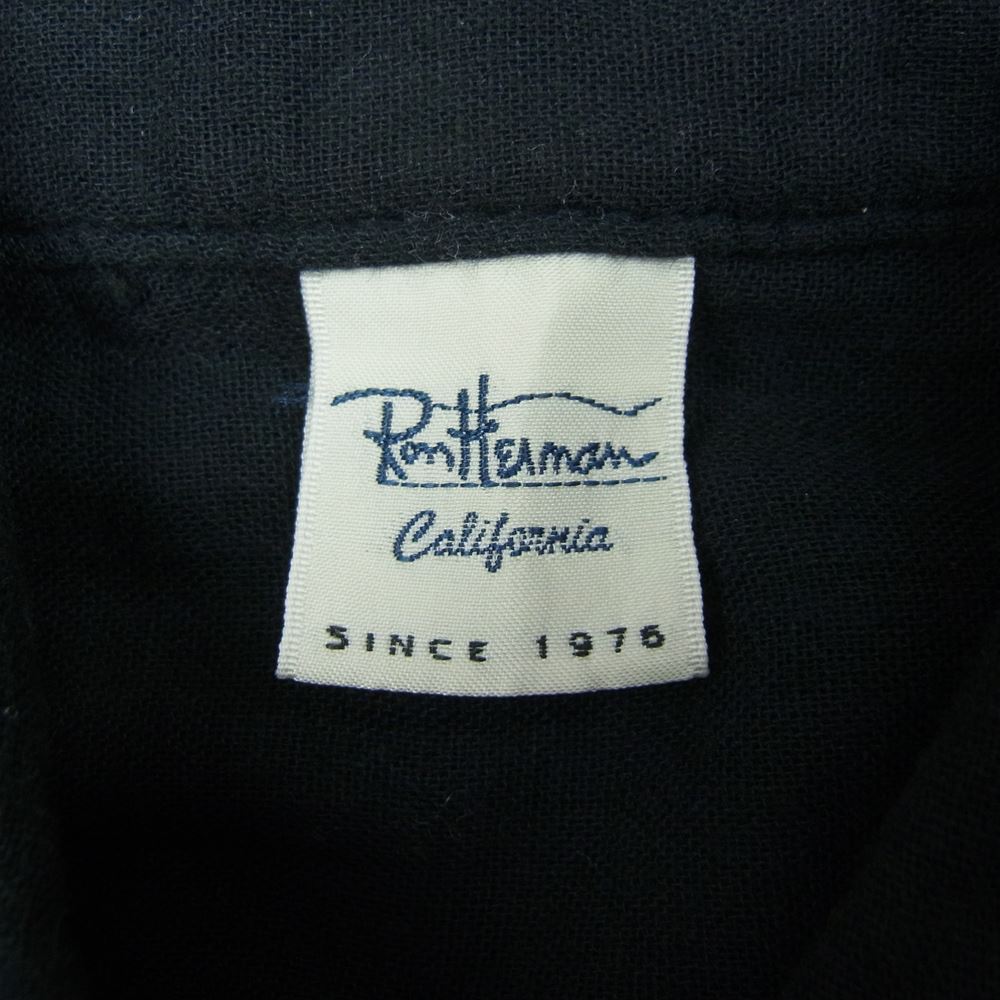 Ron Herman
California
SINCE 1976